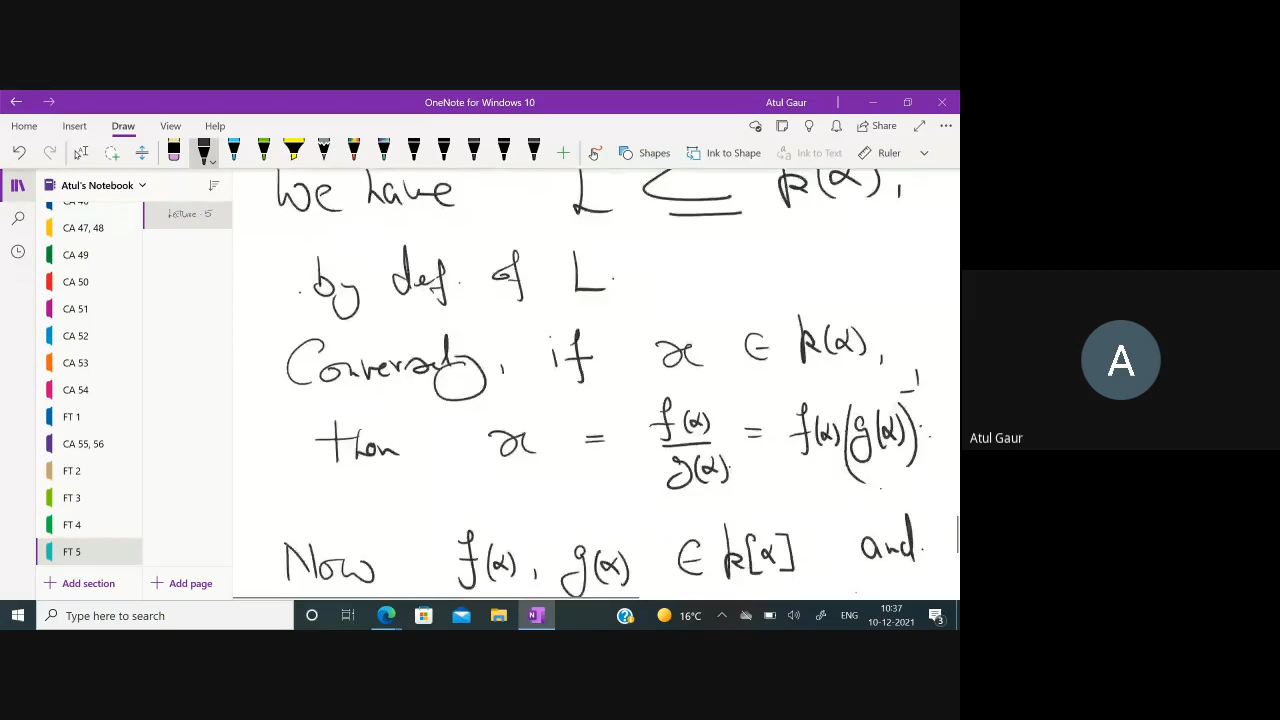 OneNote for Windows 10
Atul Gaur
Home Insert Draw View Help
Share
Shapes
Ink to Shape
Ink to Text
Ruler
Atul's Notebook
CA 46
CA 47, 48
CA 49
CA 50
CA 51
CA 52
CA 53
CA 54
FT 1
CA 55, 56
FT 2
FT 3
FT 4
FT 5
Add section
Add page
Lecture - 5
We have L ⊆ k(α),
by def. of L.
Conversely, if x ∈ k(α),
then x = f(α)/g(α) = f(α)(g(α))⁻¹.
Now f(α), g(α) ∈ k[α] and
A
Atul Gaur
Type here to search
16°C
ENG
10:37
10-12-2021
3